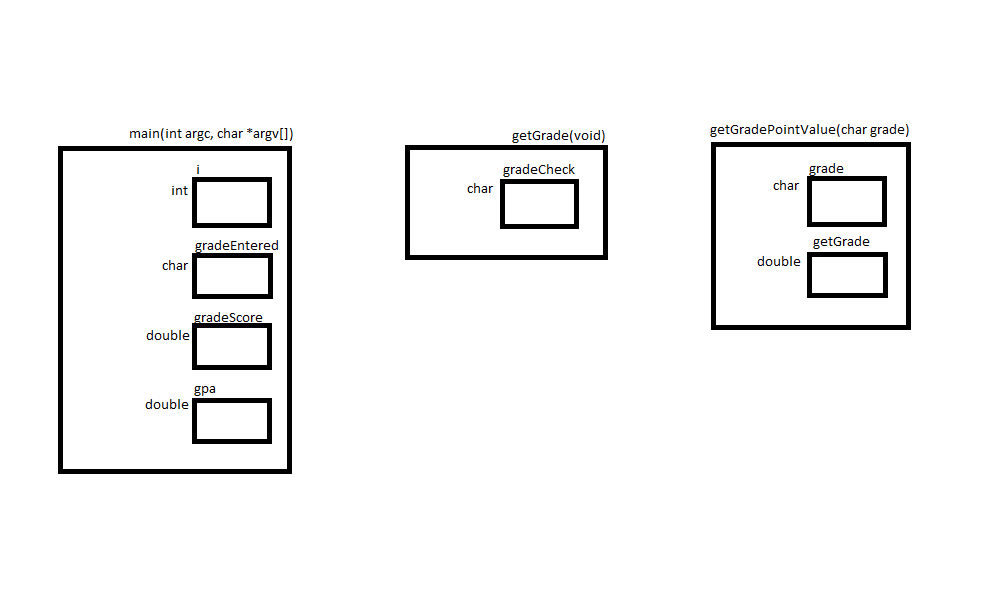 main(int argc, char *argv[])
i
int
gradeEntered
char
gradeScore
double
gpa
double
getGrade(void)
gradeCheck
char
getGradePointValue(char grade)
grade
char
getGrade
double